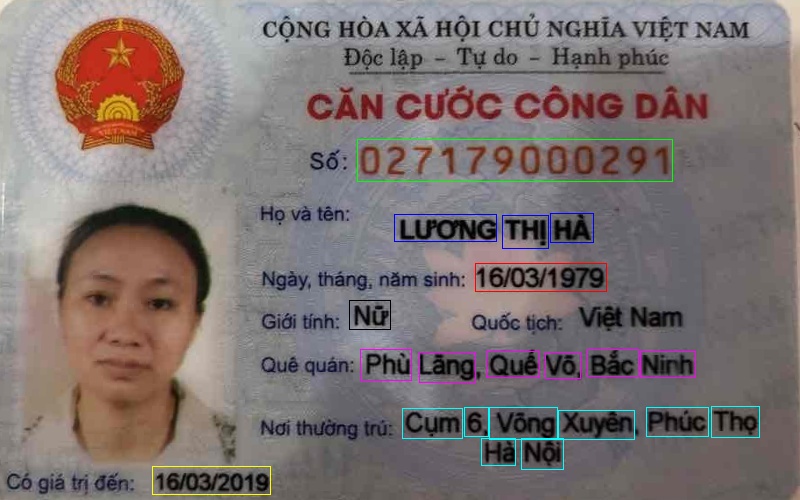 CỘNG HÒA XÃ HỘI CHỦ NGHĨA VIỆT NAM
Độc lập - Tự do - Hạnh phúc
CĂN CƯỚC CÔNG DÂN
Số: 027179000291
Họ và tên: LƯƠNG THỊ HÀ
Ngày, tháng, năm sinh: 16/03/1979
Giới tính: Nữ Quốc tịch: Việt Nam
Quê quán: Phù Lãng, Quế Võ, Bắc Ninh
Nơi thường trú: Cụm 6, Võng Xuyên, Phúc Thọ
Hà Nội
Có giá trị đến: 16/03/2019
VIỆT NAM